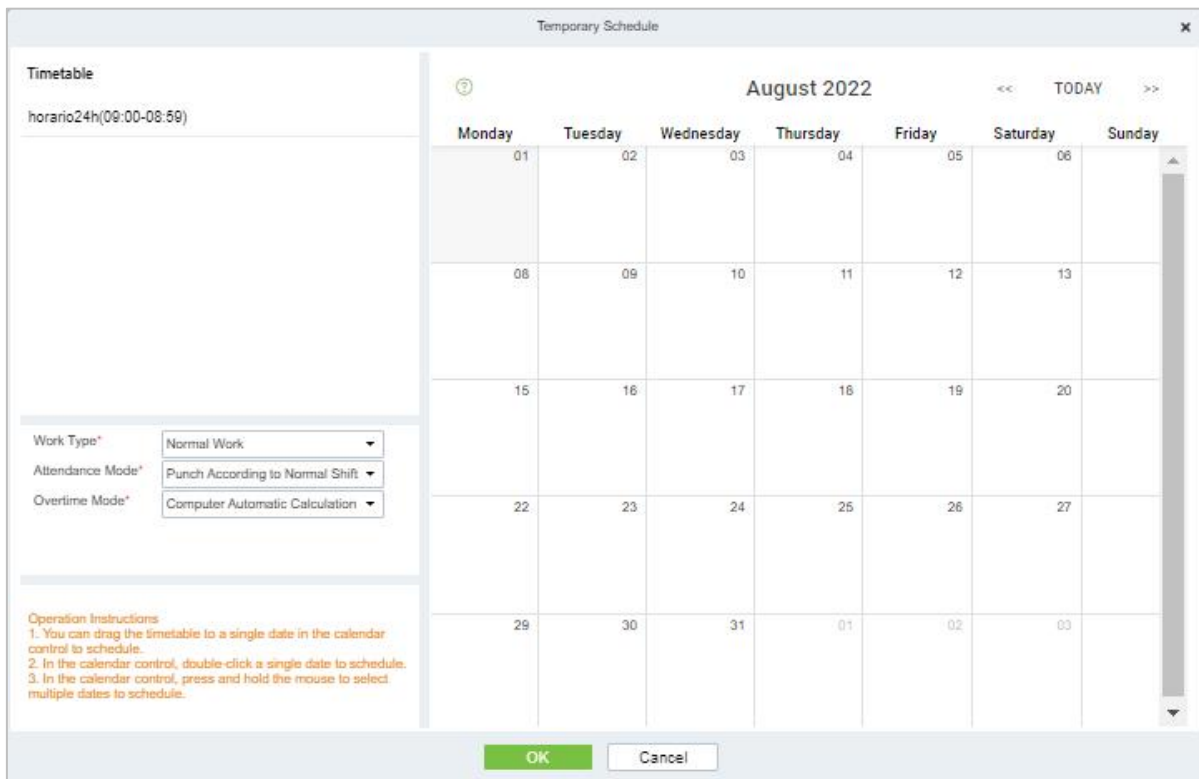 Temporary Schedule
Timetable
horario24h(09:00-08:59)
Work Type*
Normal Work
Attendance Mode*
Punch According to Normal Shift
Overtime Mode*
Computer Automatic Calculation
Operation Instructions
1. You can drag the timetable to a single date in the calendar
control to schedule.
2. In the calendar control, double-click a single date to schedule.
3. In the calendar control, press and hold the mouse to select
multiple dates to schedule.
August 2022
<< TODAY >>
Monday Tuesday Wednesday Thursday Friday Saturday Sunday
01 02 03 04 05 06
08 09 10 11 12 13
15 16 17 18 19 20
22 23 24 25 26 27
29 30 31 01 02 03
OK Cancel